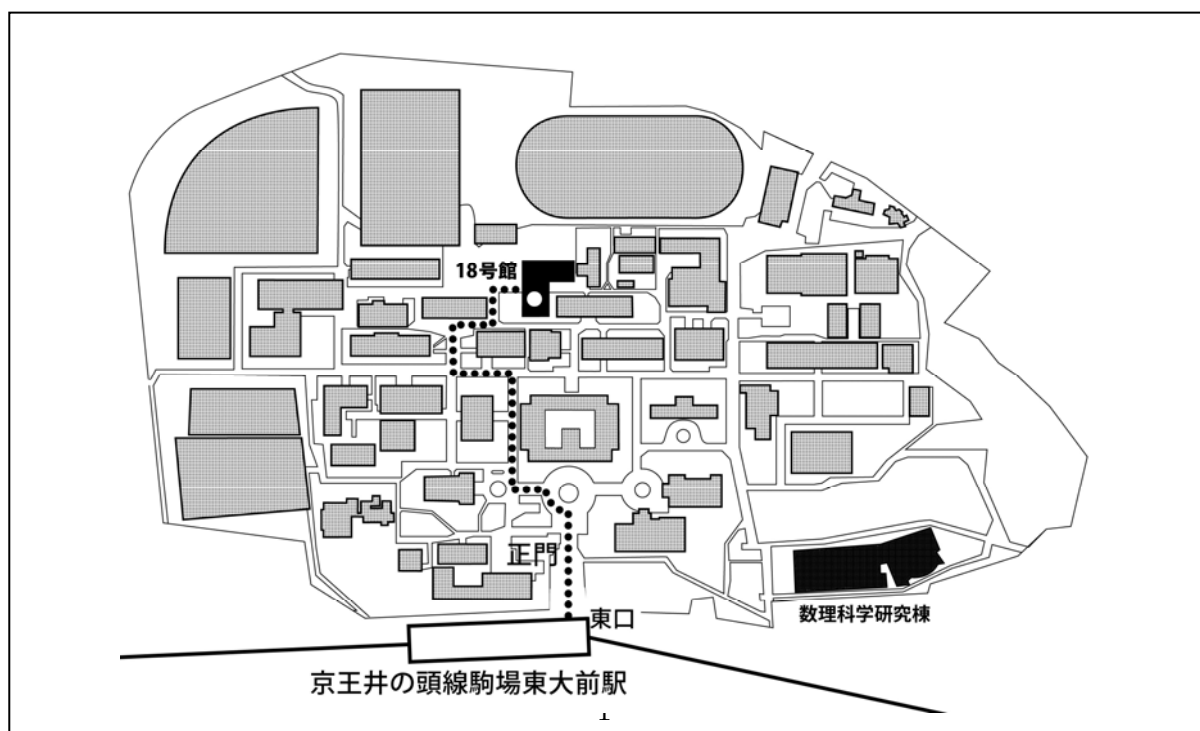 18号館
正門
数理科学研究棟
東口
京王井の頭線駒場東大前駅